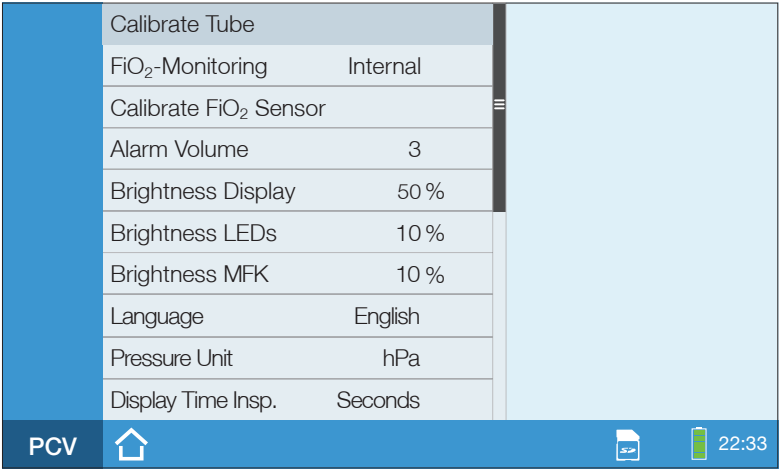 Calibrate Tube
FiO₂-Monitoring Internal
Calibrate FiO₂ Sensor
Alarm Volume 3
Brightness Display 50 %
Brightness LEDs 10 %
Brightness MFK 10 %
Language English
Pressure Unit hPa
Display Time Insp. Seconds
PCV SD 22:33